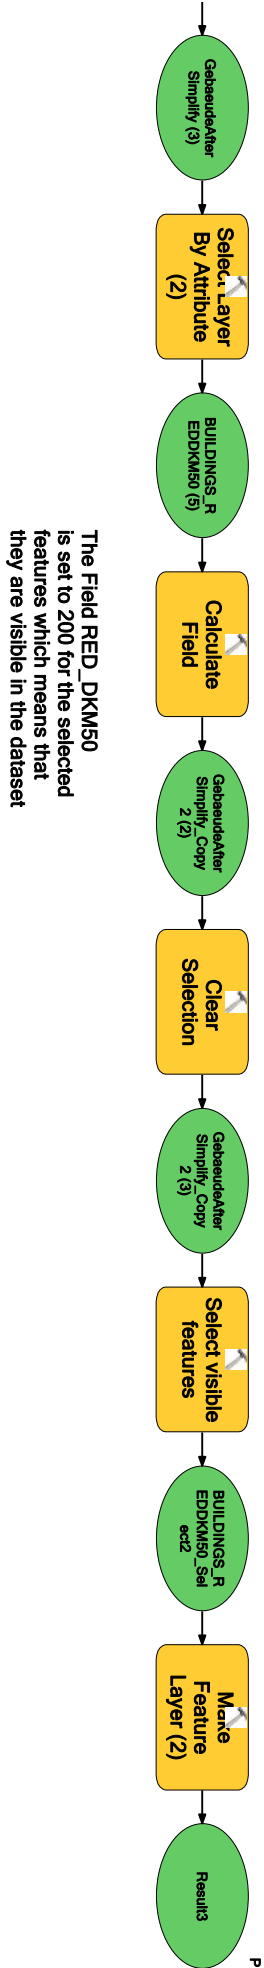 GebaeudeAfter
Simplify (3)
Select Layer
By Attribute
(2)
BUILDINGS_R
EDDKM50 (5)
Calculate
Field
GebaeudeAfter
Simplify_Copy
2 (2)
Clear
Selection
GebaeudeAfter
Simplify_Copy
2 (3)
Select visible
features
BUILDINGS_R
EDDKM50_Sel
ect2
Make
Feature
Layer (2)
Result3
P
The Field RED_DKM50
is set to 200 for the selected
features which means that
they are visible in the dataset